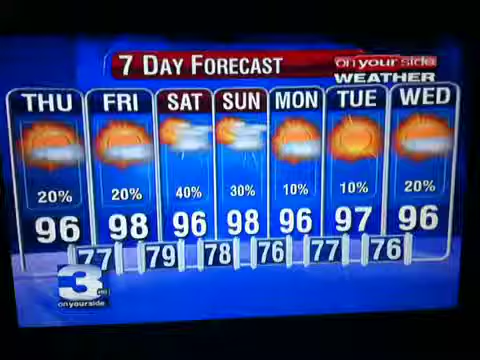 7 DAY FORECAST
on your side
WEATHER
THU FRI SAT SUN MON TUE WED
20% 20% 40% 30% 10% 10% 20%
96 98 96 98 96 97 96
77 79 78 76 77 76
3
on your side